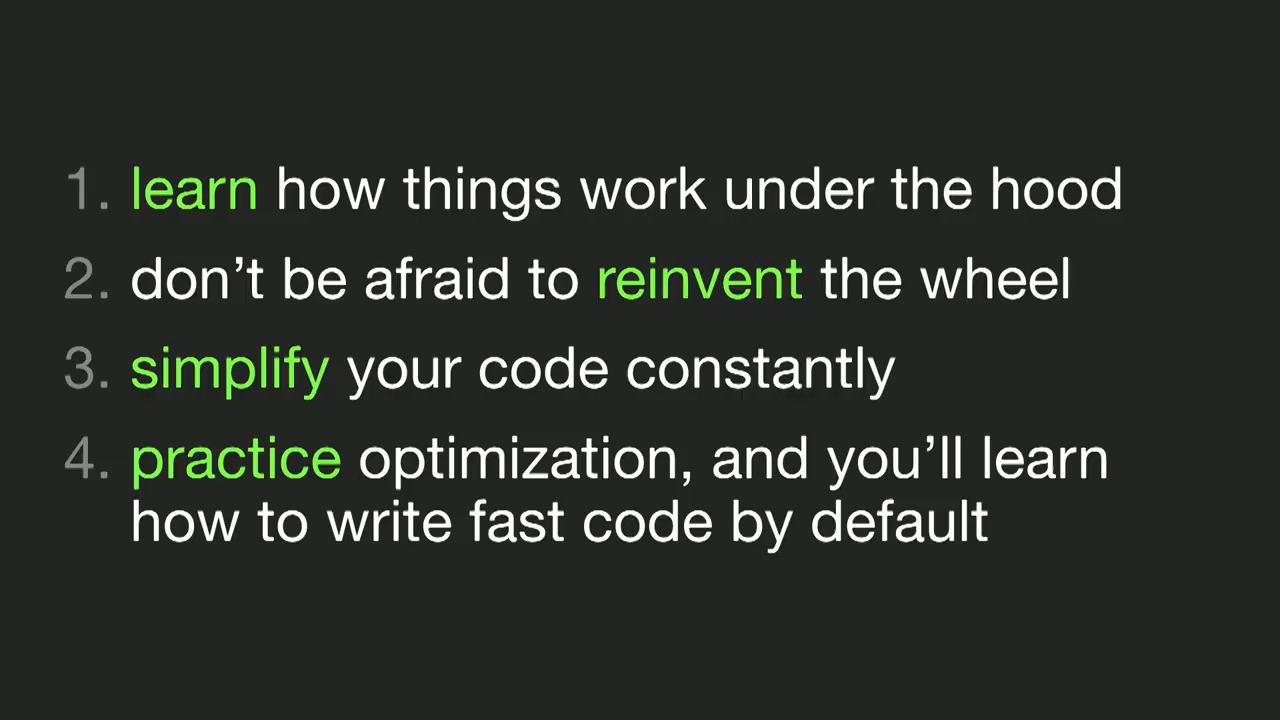 1. learn how things work under the hood
2. don’t be afraid to reinvent the wheel
3. simplify your code constantly
4. practice optimization, and you’ll learn
how to write fast code by default